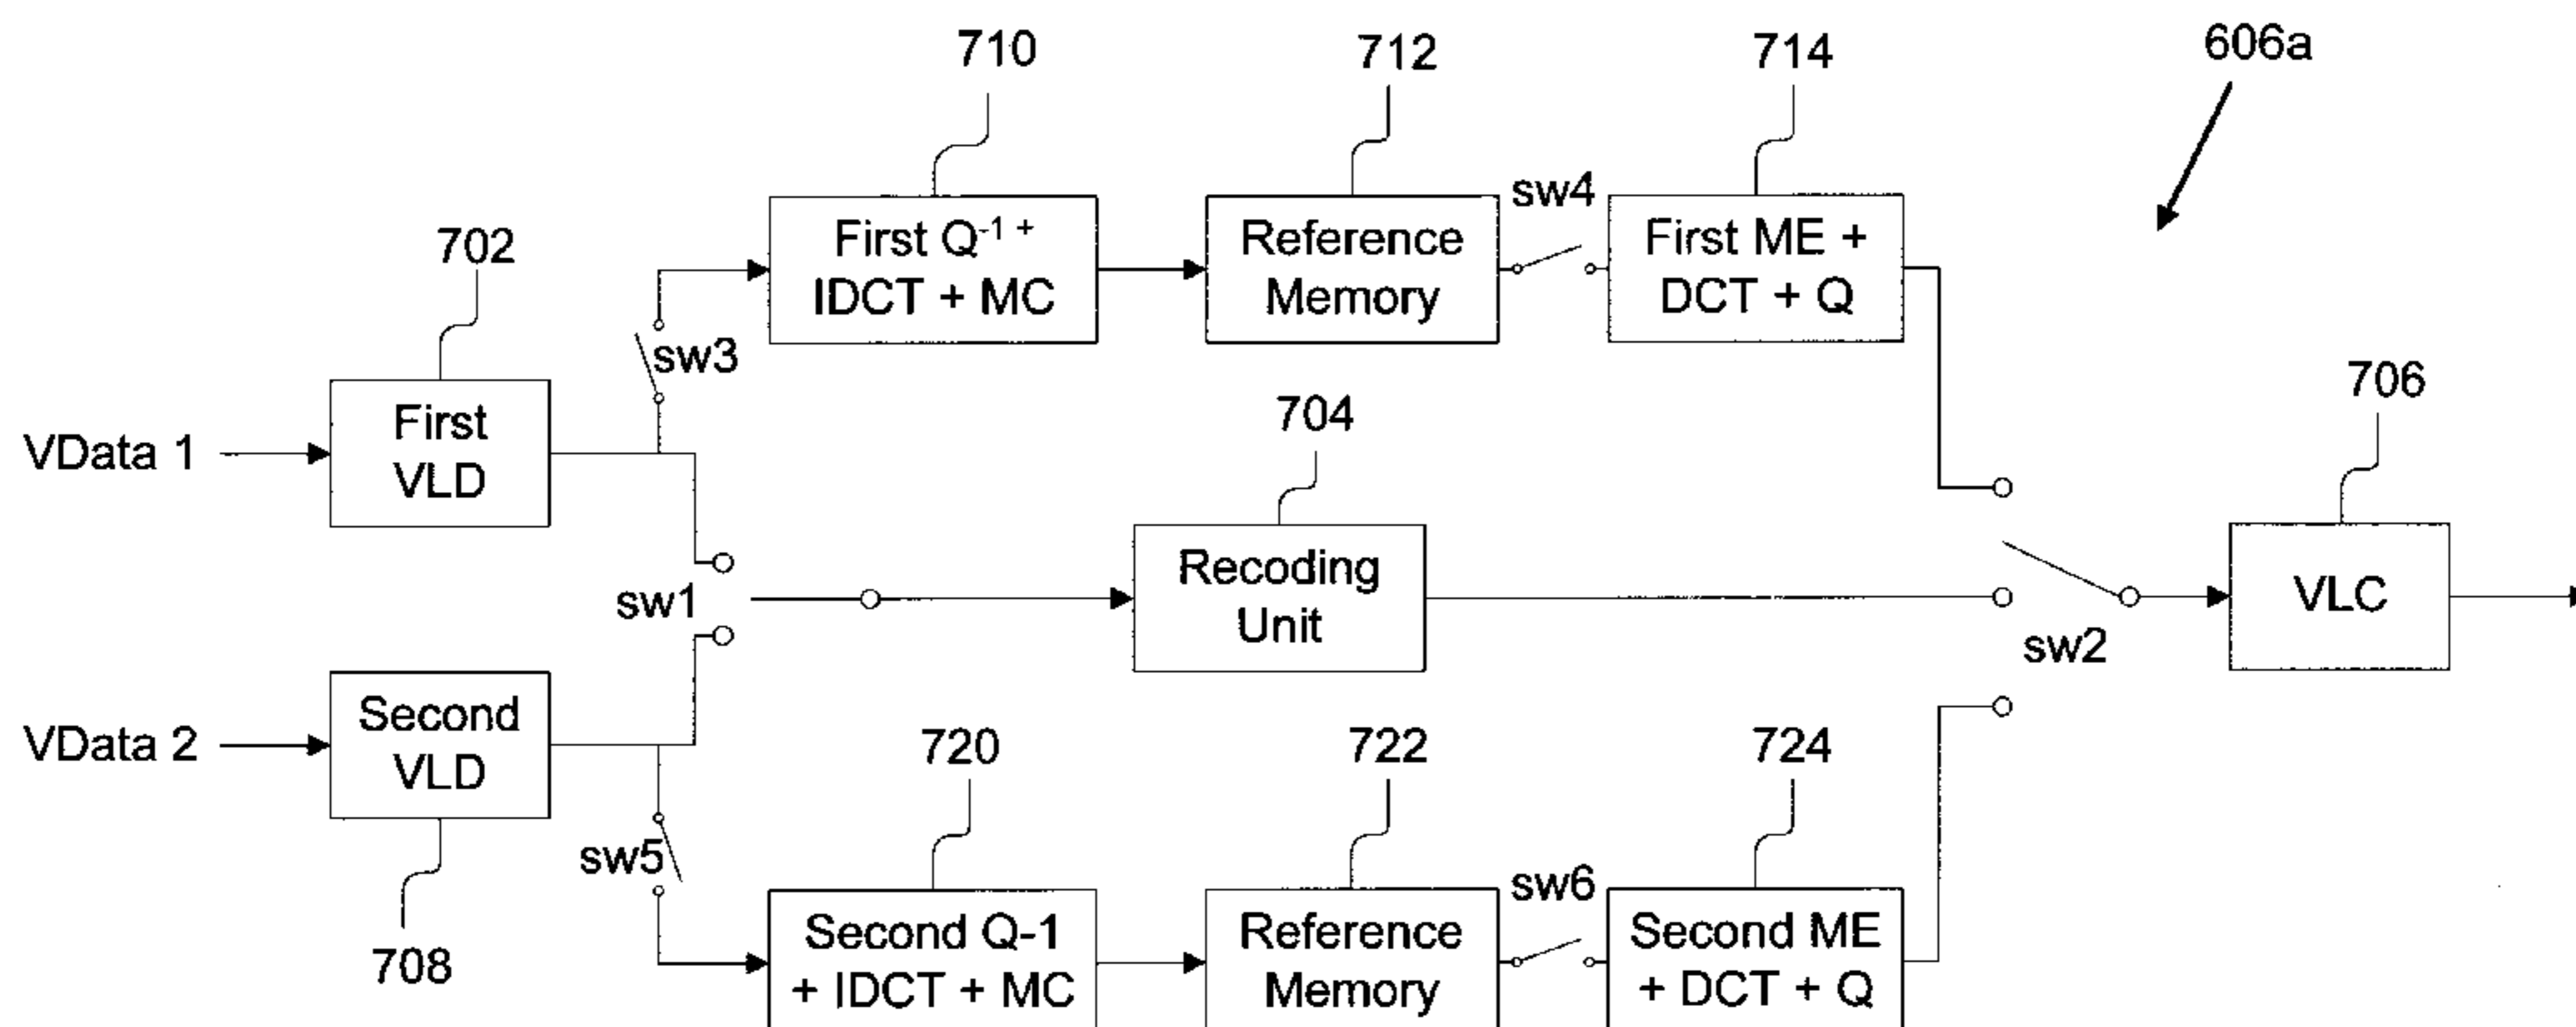 710
712
714
606a
702
First Q-1 +
IDCT + MC
Reference
Memory
sw4
First ME +
DCT + Q
sw3
706
704
VData 1
First
VLD
Recoding
Unit
sw1
VLC
sw2
VData 2
Second
VLD
720
722
724
sw5
sw6
708
Second Q-1
+ IDCT + MC
Reference
Memory
Second ME
+ DCT + Q